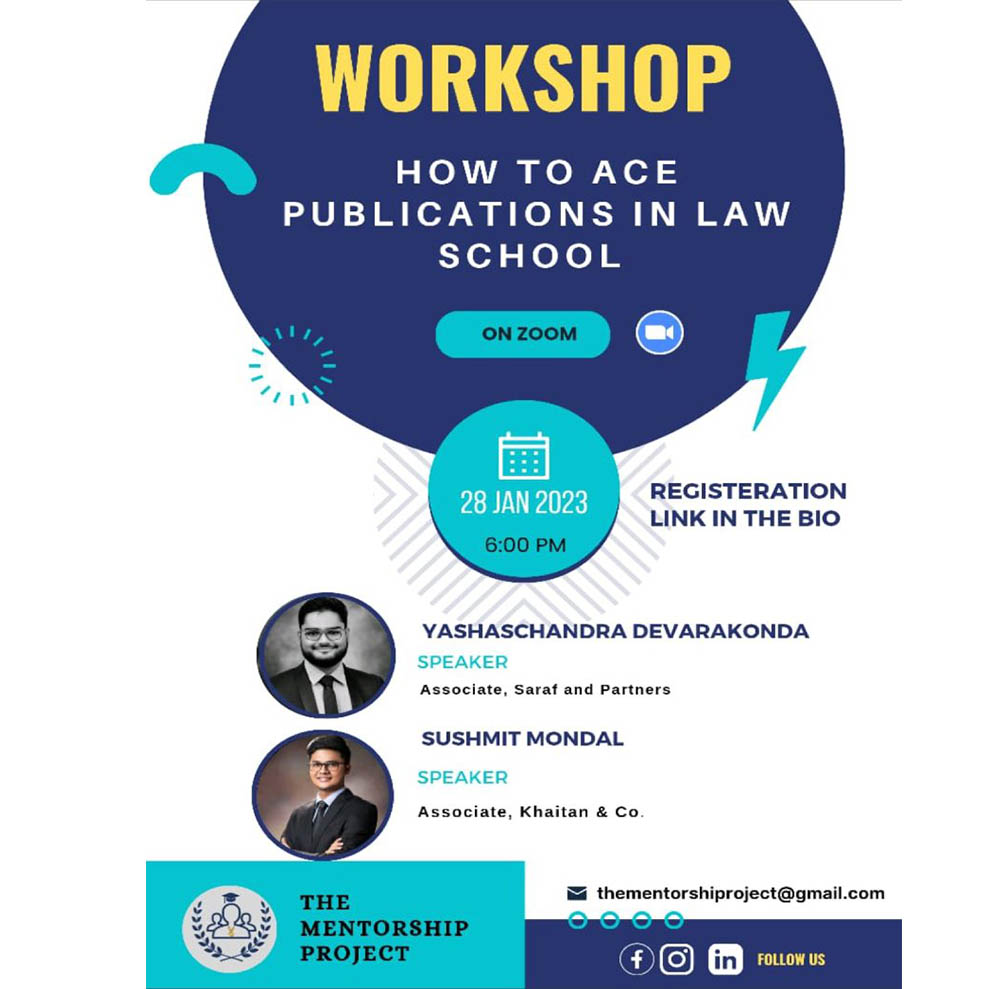 WORKSHOP
HOW TO ACE
PUBLICATIONS IN LAW
SCHOOL
ON ZOOM
28 JAN 2023
6:00 PM
REGISTERATION
LINK IN THE BIO
YASHASCHANDRA DEVARAKONDA
SPEAKER
Associate, Saraf and Partners
SUSHMIT MONDAL
SPEAKER
Associate, Khaitan & Co.
THE
MENTORSHIP
PROJECT
thementorshiproject@gmail.com
FOLLOW US